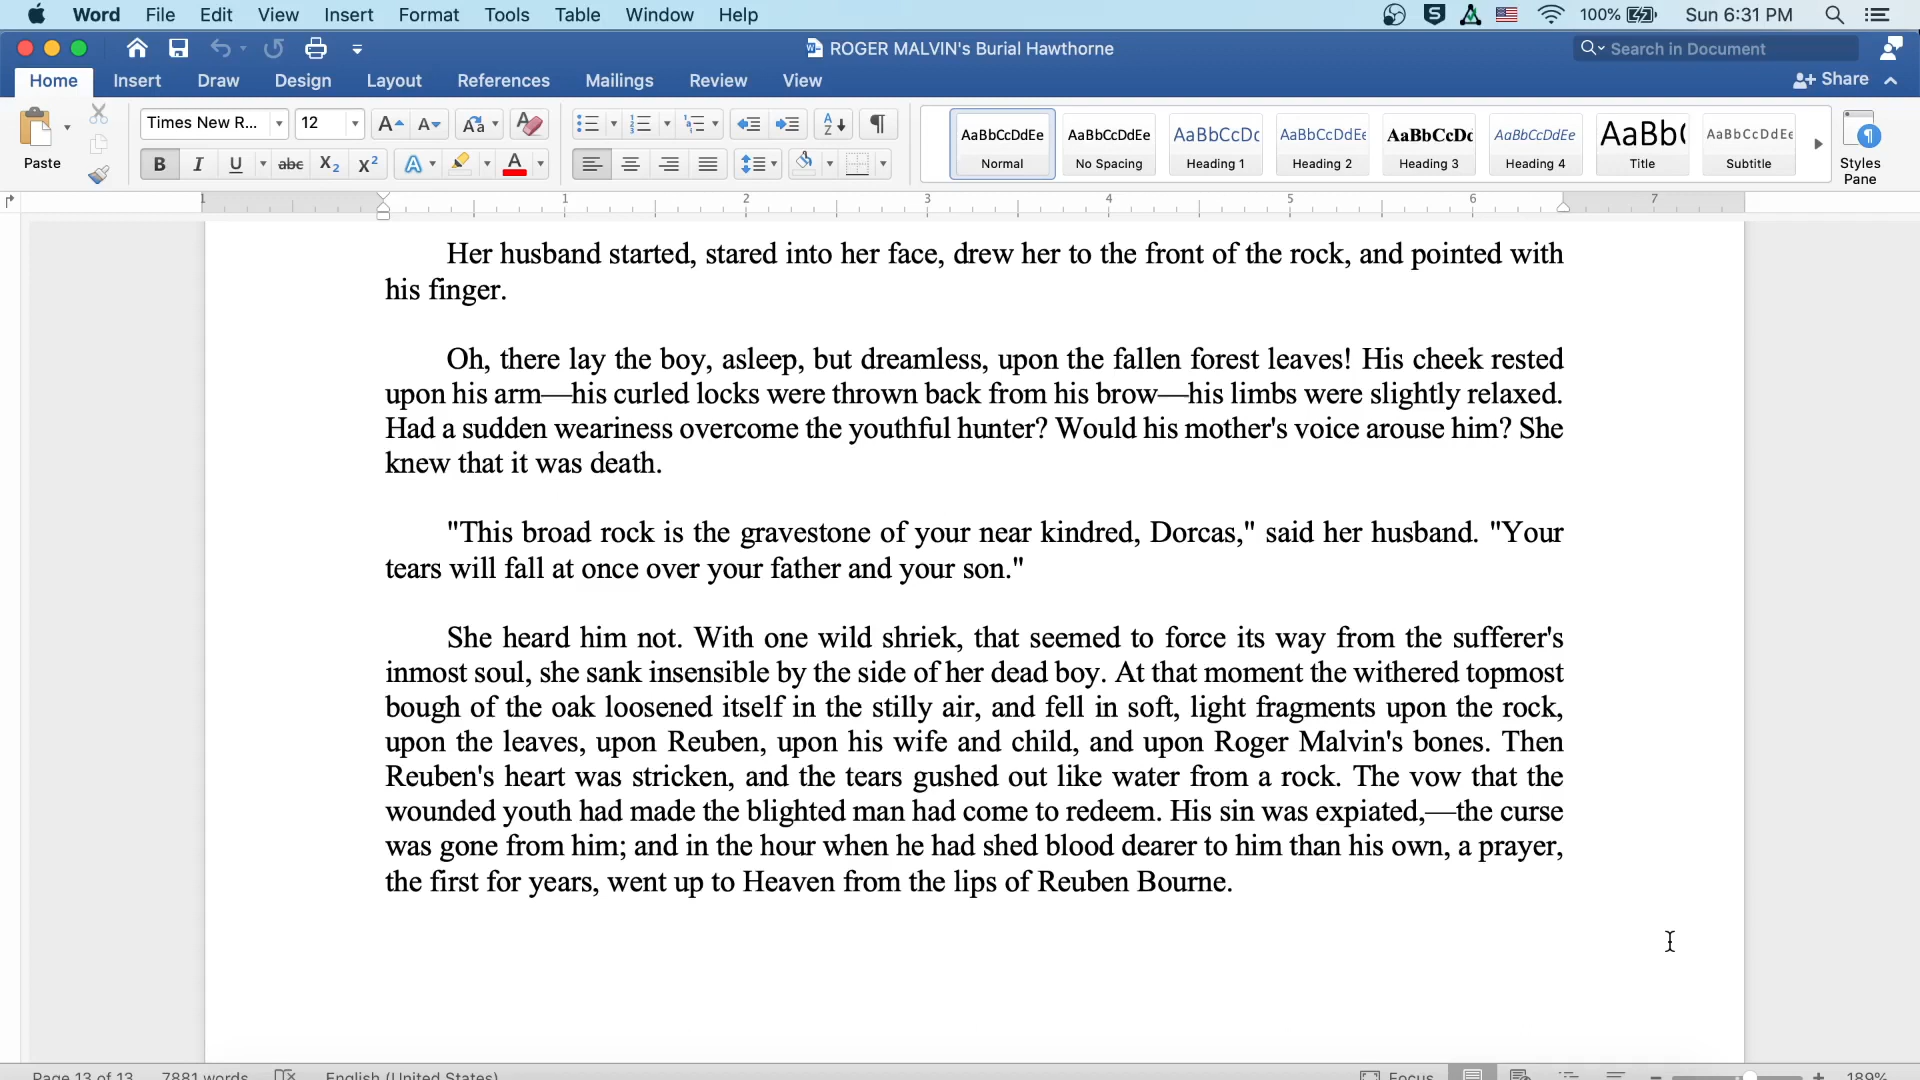 Word File Edit View Insert Format Tools Table Window Help 100% Sun 6:31 PM
ROGER MALVIN's Burial Hawthorne Search in Document
Home Insert Draw Design Layout References Mailings Review View Share
Paste Times New R... 12 AaBbCcDdEe AaBbCcDdEe AaBbCcDc AaBbCcDdEe AaBbCcDc AaBbCcDdEe AaBb( AaBbCcDdEe
Normal No Spacing Heading 1 Heading 2 Heading 3 Heading 4 Title Subtitle Styles Pane
1 1 2 3 4 5 6 7
Her husband started, stared into her face, drew her to the front of the rock, and pointed with
his finger.
Oh, there lay the boy, asleep, but dreamless, upon the fallen forest leaves! His cheek rested
upon his arm—his curled locks were thrown back from his brow—his limbs were slightly relaxed.
Had a sudden weariness overcome the youthful hunter? Would his mother's voice arouse him? She
knew that it was death.
"This broad rock is the gravestone of your near kindred, Dorcas," said her husband. "Your
tears will fall at once over your father and your son."
She heard him not. With one wild shriek, that seemed to force its way from the sufferer's
inmost soul, she sank insensible by the side of her dead boy. At that moment the withered topmost
bough of the oak loosened itself in the stilly air, and fell in soft, light fragments upon the rock,
upon the leaves, upon Reuben, upon his wife and child, and upon Roger Malvin's bones. Then
Reuben's heart was stricken, and the tears gushed out like water from a rock. The vow that the
wounded youth had made the blighted man had come to redeem. His sin was expiated,—the curse
was gone from him; and in the hour when he had shed blood dearer to him than his own, a prayer,
the first for years, went up to Heaven from the lips of Reuben Bourne.
Page 13 of 13 7881 words English (United States) Focus 189%